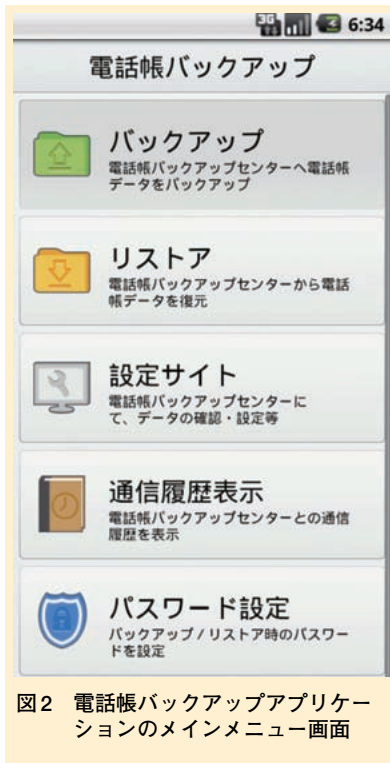 3G 6:34
電話帳バックアップ
バックアップ
電話帳バックアップセンターへ電話帳
データをバックアップ
リストア
電話帳バックアップセンターから電話
帳データを復元
設定サイト
電話帳バックアップセンターに
て、データの確認・設定等
通信履歴表示
電話帳バックアップセンターとの通信
履歴を表示
パスワード設定
バックアップ / リストア時のパスワー
ドを設定
図2 電話帳バックアップアプリケー
ションのメインメニュー画面